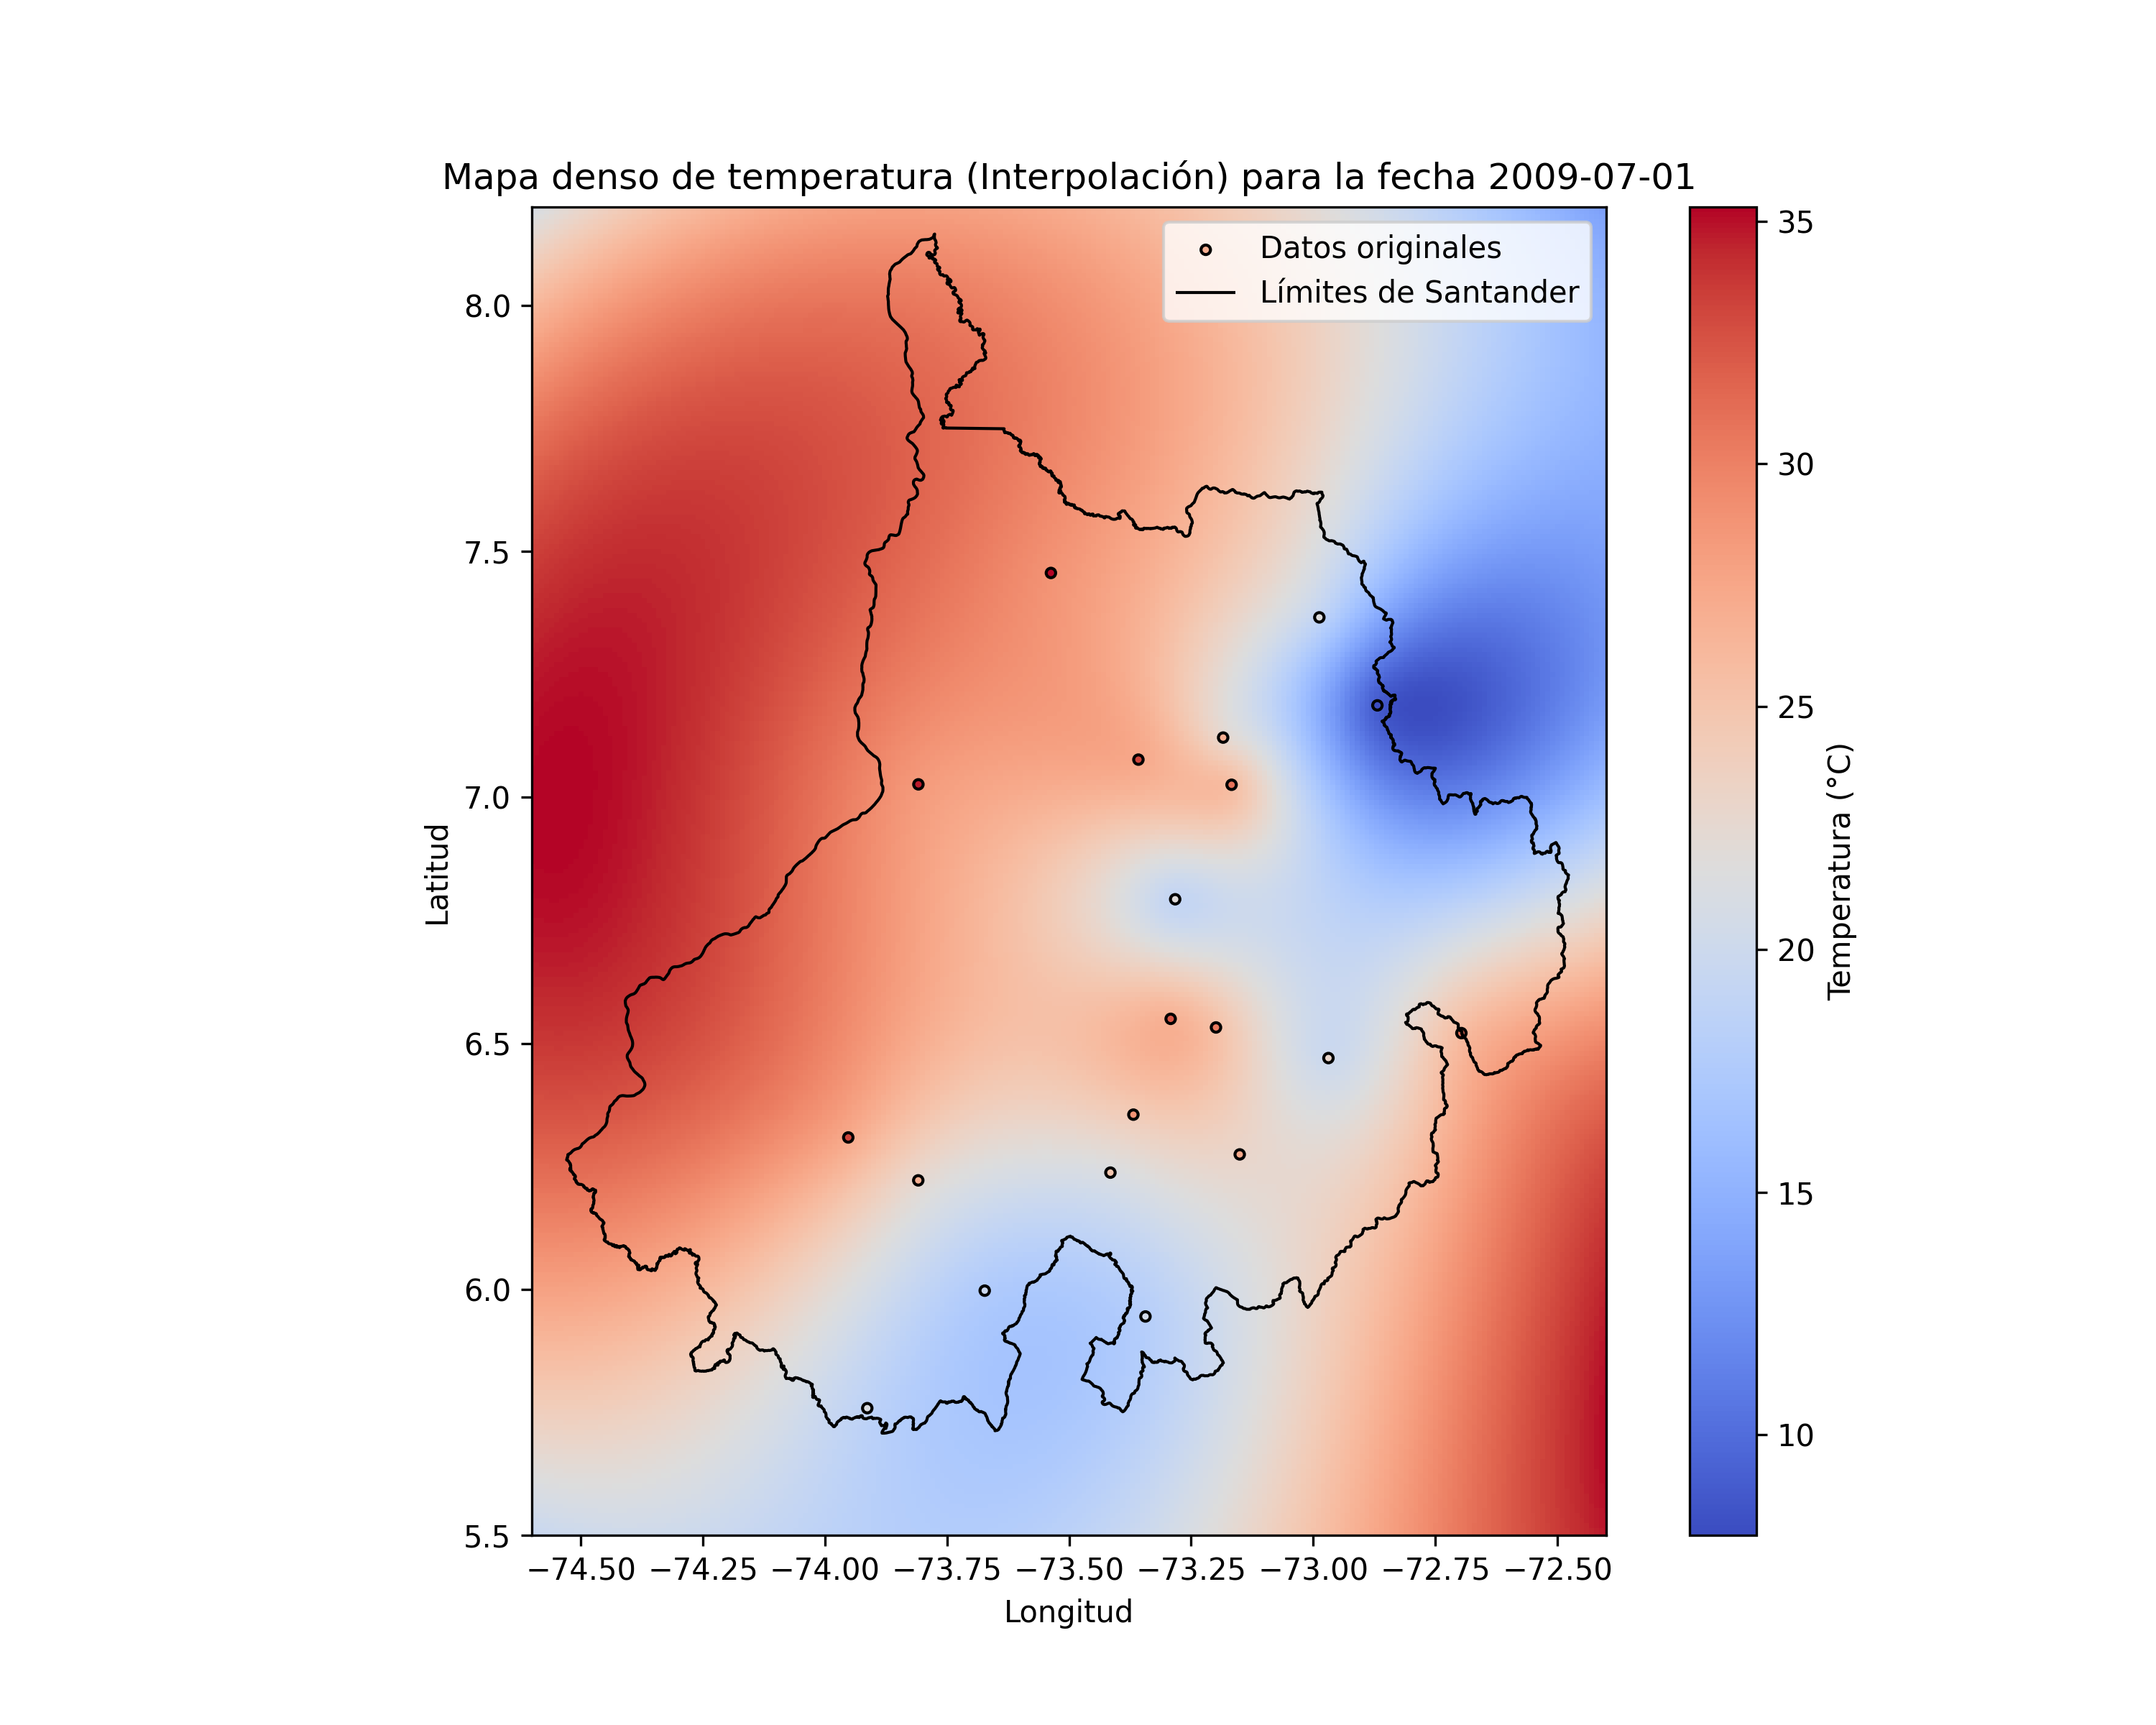 Mapa denso de temperatura (Interpolación) para la fecha 2009-07-01
Datos originales
Límites de Santander
8.0
7.5
7.0
6.5
6.0
5.5
Latitud
−74.50 −74.25 −74.00 −73.75 −73.50 −73.25 −73.00 −72.75 −72.50
Longitud
35
30
25
20
15
10
Temperatura (°C)